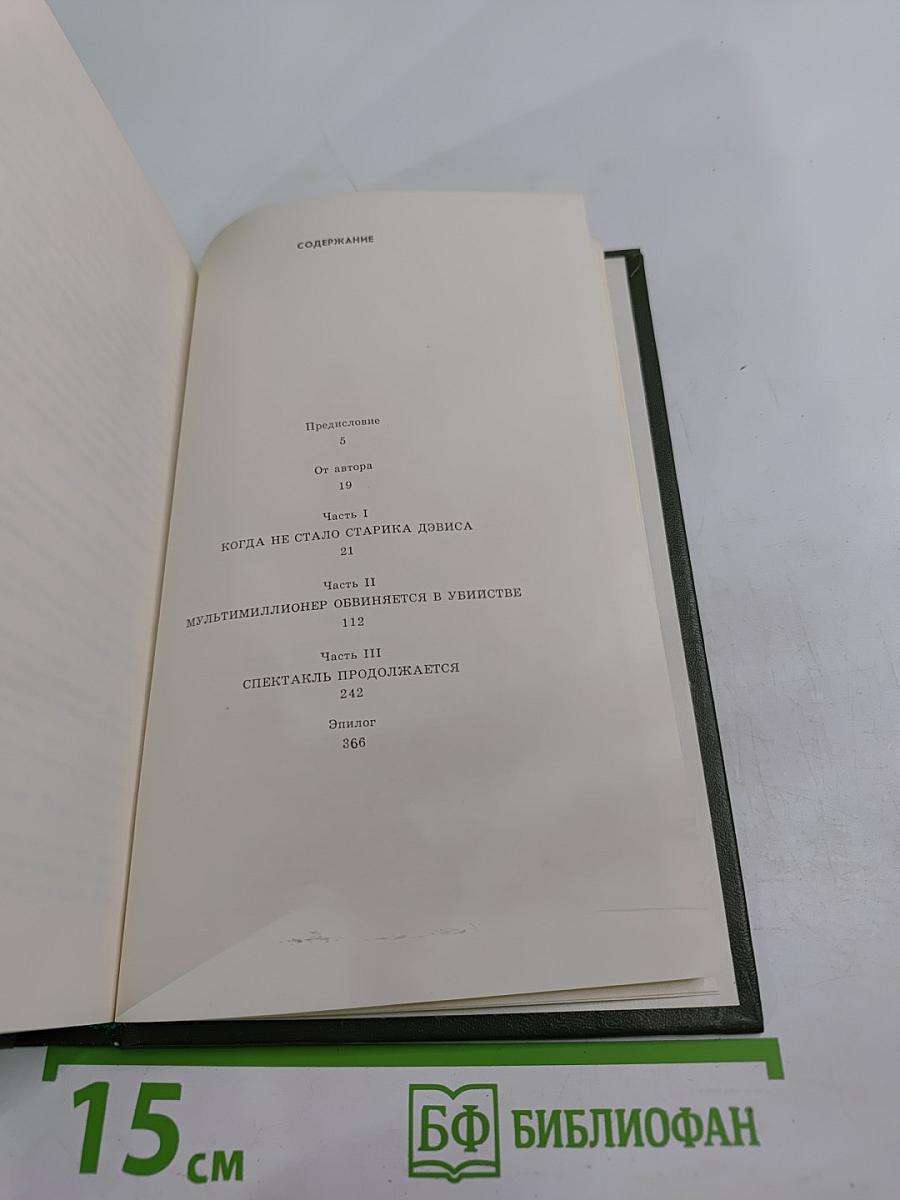 СОДЕРЖАНИЕ
Предисловие
5
От автора
19
Часть I
КОГДА НЕ СТАЛО СТАРИКА ДЭВИСА
21
Часть II
МУЛЬТИМИЛЛИОНЕР ОБВИНЯЕТСЯ В УБИЙСТВЕ
112
Часть III
СПЕКТАКЛЬ ПРОДОЛЖАЕТСЯ
242
Эпилог
366
15 см
БФ БИБЛИОФАН